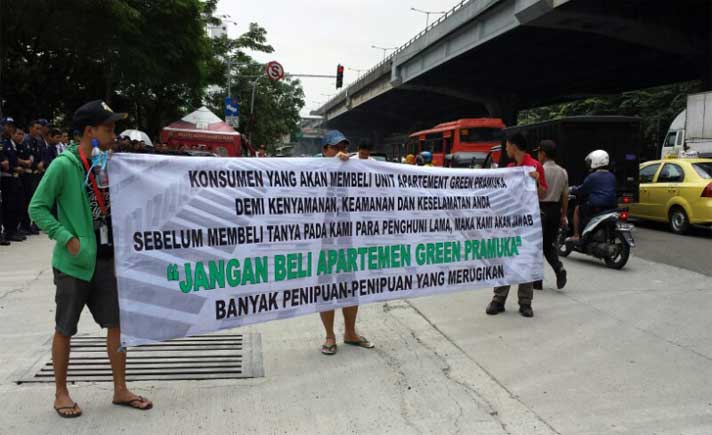 KONSUMEN YANG AKAN MEMBELI UNIT APARTEMENT GREEN PRAMUKA
DEMI KENYAMANAN, KEAMANAN DAN KESELAMATAN ANDA
SEBELUM MEMBELI TANYA PADA KAMI PARA PENGHUNI LAMA, MAKA KAMI AKAN JAWAB
“JANGAN BELI APARTEMEN GREEN PRAMUKA”
BANYAK PENIPUAN-PENIPUAN YANG MERUGIKAN